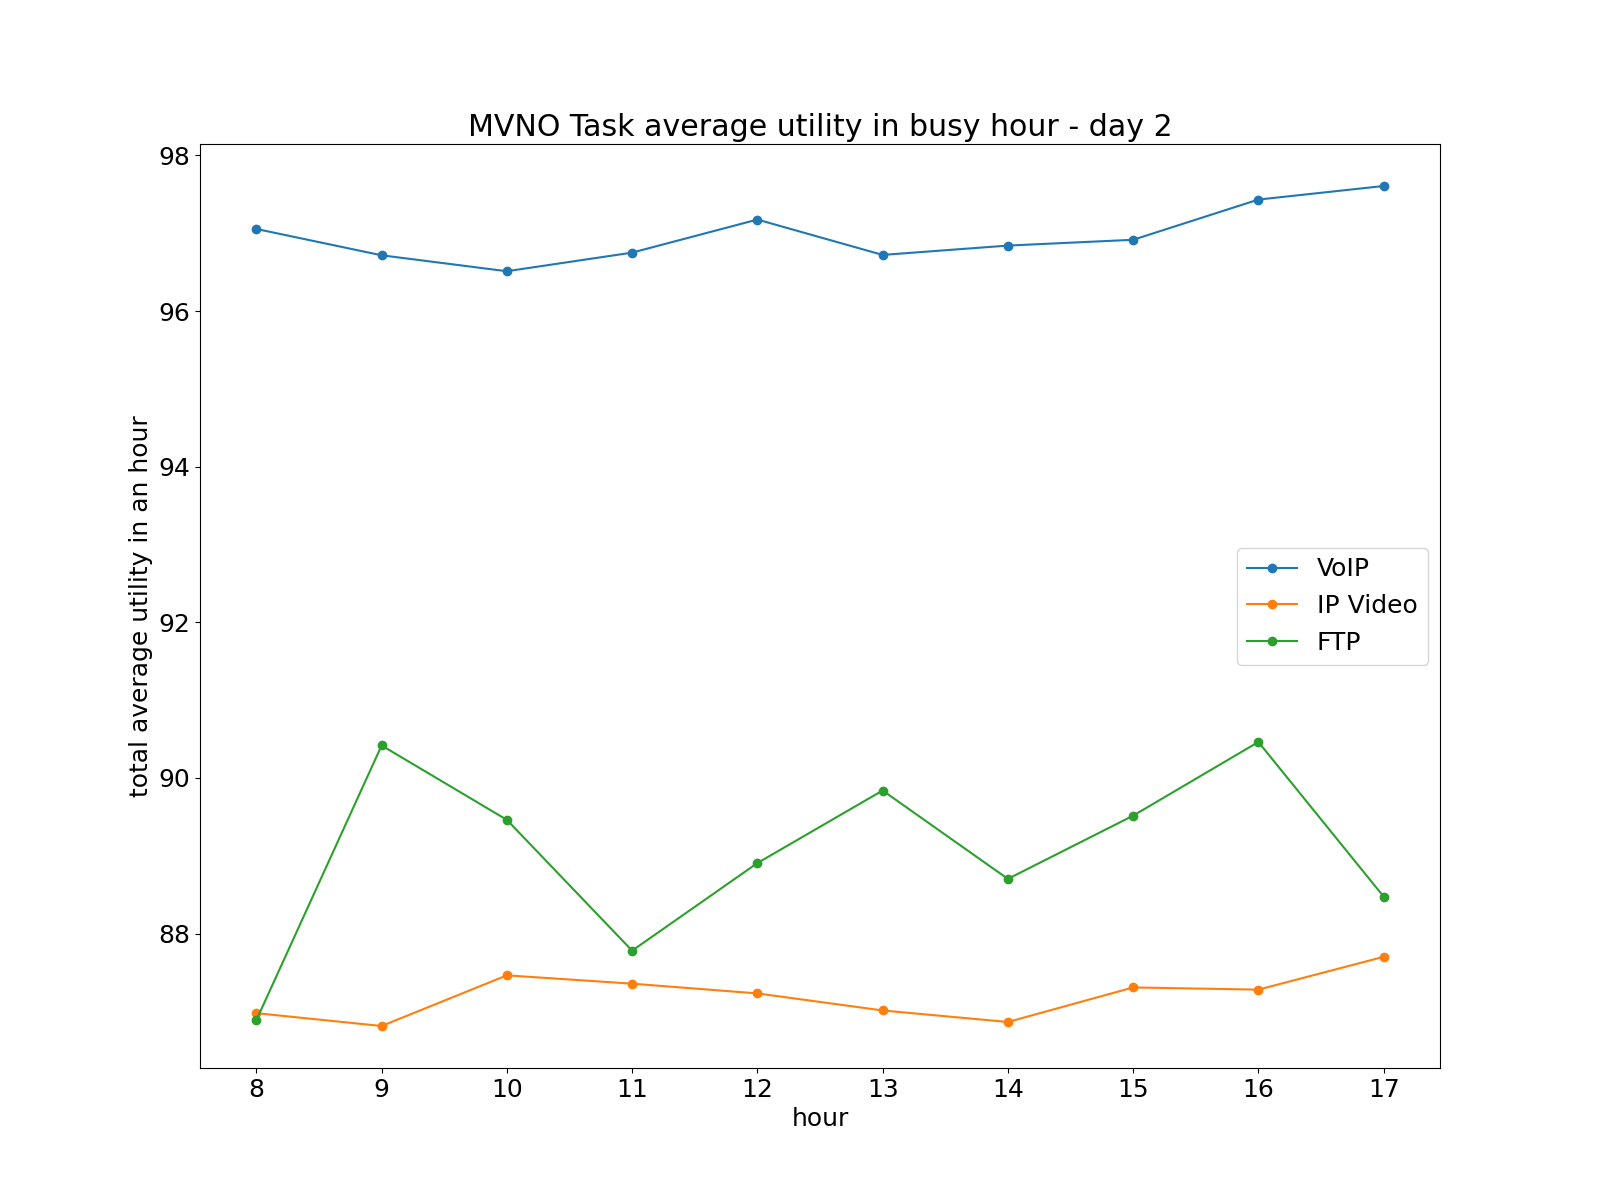 MVNO Task average utility in busy hour - day 2
total average utility in an hour
98
96
94
92
90
88
VoIP
IP Video
FTP
8 9 10 11 12 13 14 15 16 17
hour